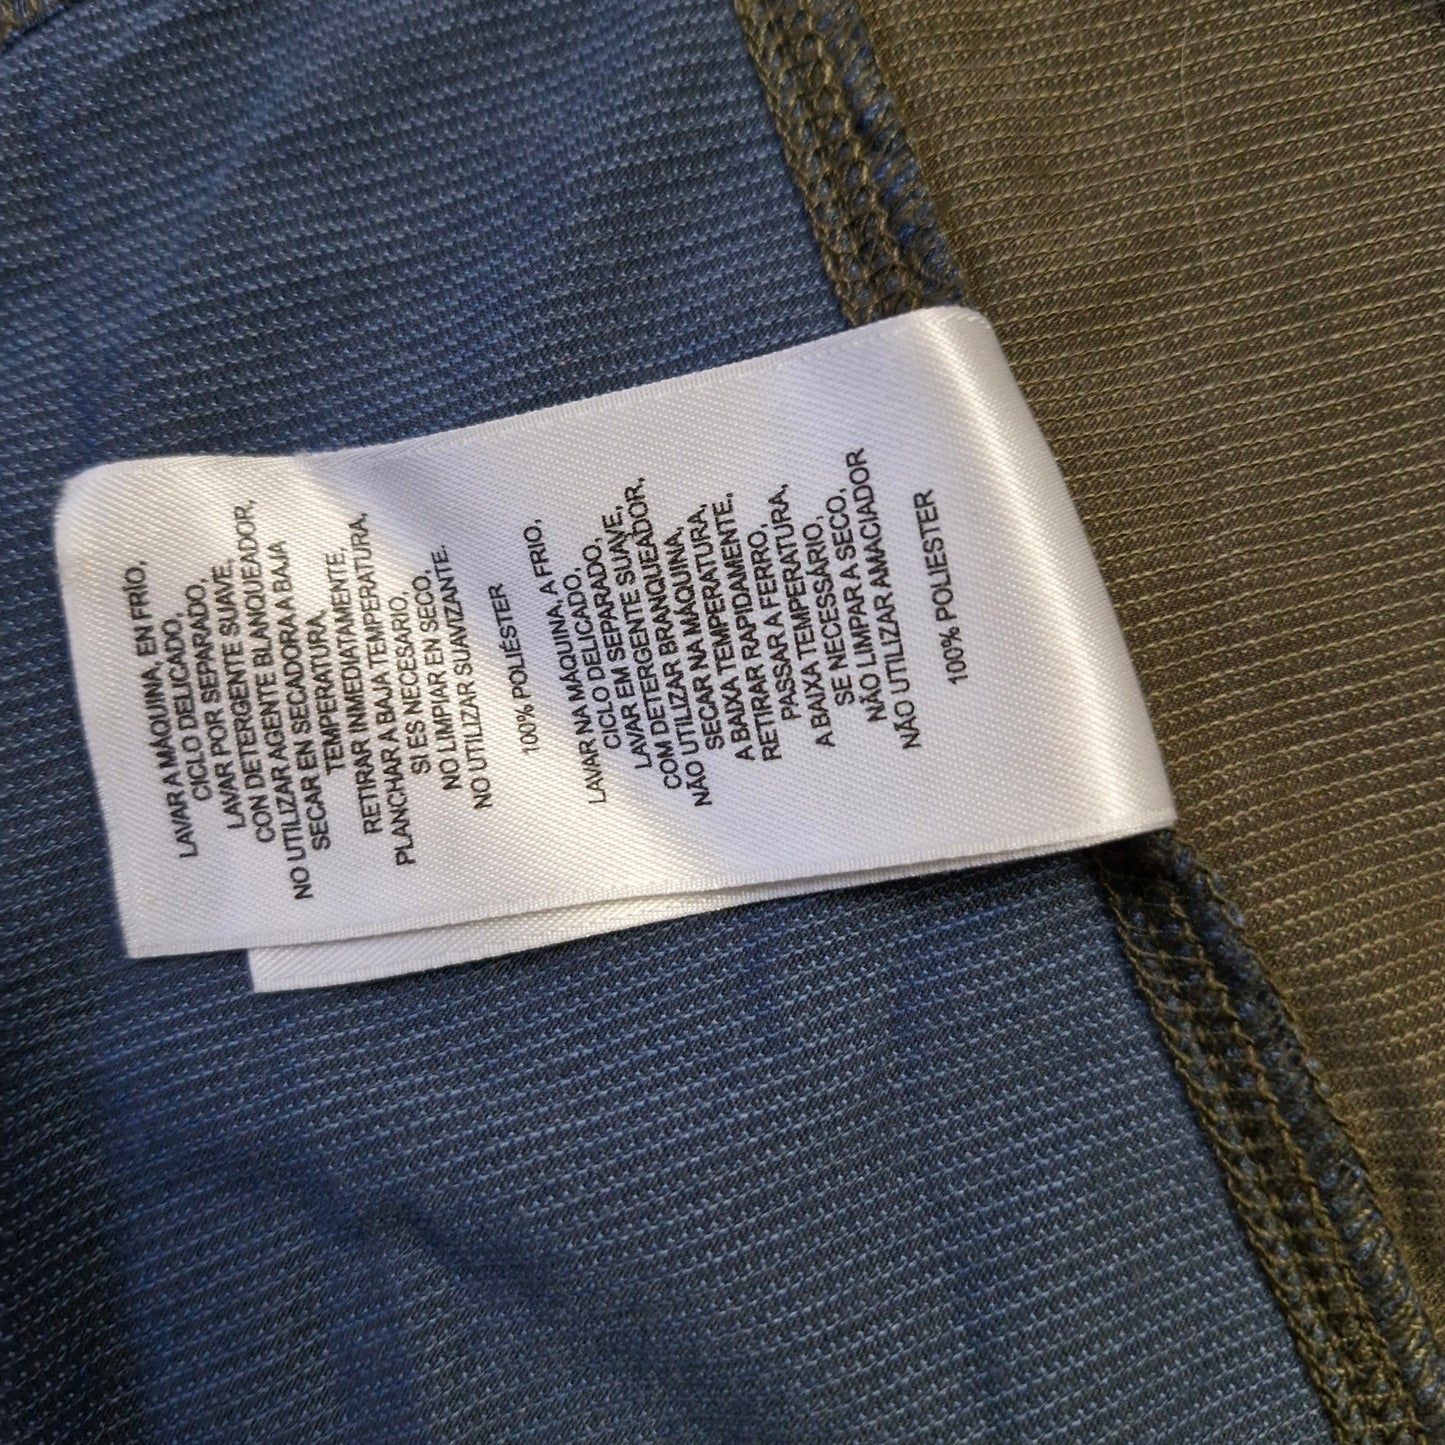 LAVAR A MÁQUINA, EN FRÍO,
CICLO DELICADO,
LAVAR POR SEPARADO,
CON DETERGENTE SUAVE,
NO UTILIZAR AGENTE BLANQUEADOR,
SECAR EN SECADORA A BAJA
TEMPERATURA,
RETIRAR INMEDIATAMENTE,
PLANCHAR A BAJA TEMPERATURA,
SI ES NECESARIO,
NO LIMPIAR EN SECO,
NO UTILIZAR SUAVIZANTE.
100% POLIÉSTER
LAVAR NA MÁQUINA, A FRIO,
CICLO DELICADO,
LAVAR EM SEPARADO,
COM DETERGENTE SUAVE,
NÃO UTILIZAR BRANQUEADOR,
SECAR NA MÁQUINA,
A BAIXA TEMPERATURA,
RETIRAR RAPIDAMENTE,
PASSAR A FERRO,
A BAIXA TEMPERATURA,
SE NECESSÁRIO,
NÃO LIMPAR A SECO,
NÃO UTILIZAR AMACIADOR
100% POLIESTER